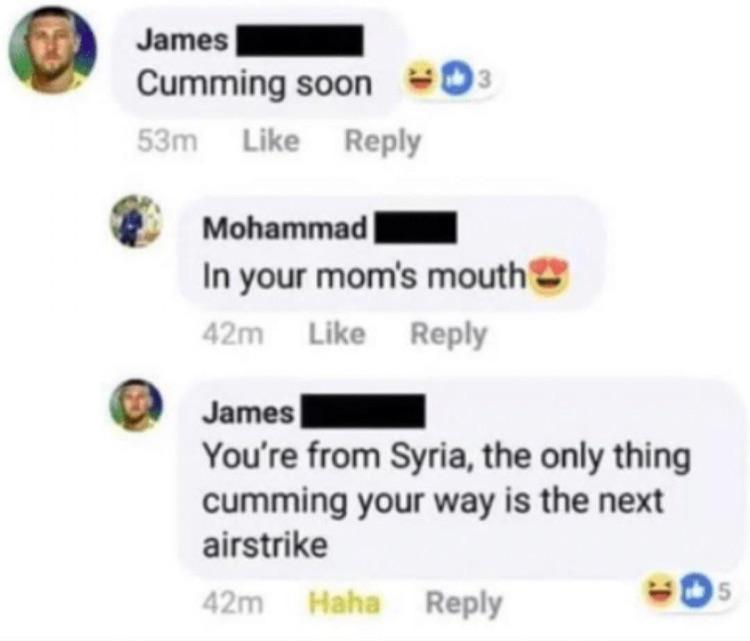 James
Cumming soon
3
53m Like Reply
Mohammad
In your mom's mouth😍
42m Like Reply
James
You're from Syria, the only thing
cumming your way is the next
airstrike
42m Haha Reply
5